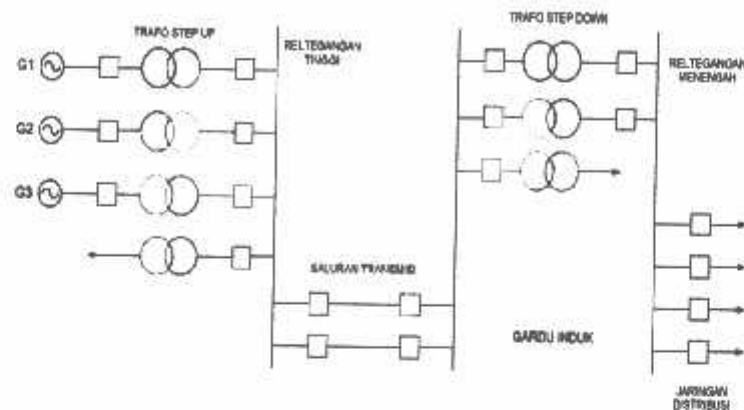 TRAFO STEP UP
REL TEGANGAN
TINGGI
TRAFO STEP DOWN
REL TEGANGAN
MENENGAH
G1
G2
G3
SALURAN TRANSMISI
GARDU INDUK
JARINGAN
DISTRIBUSI